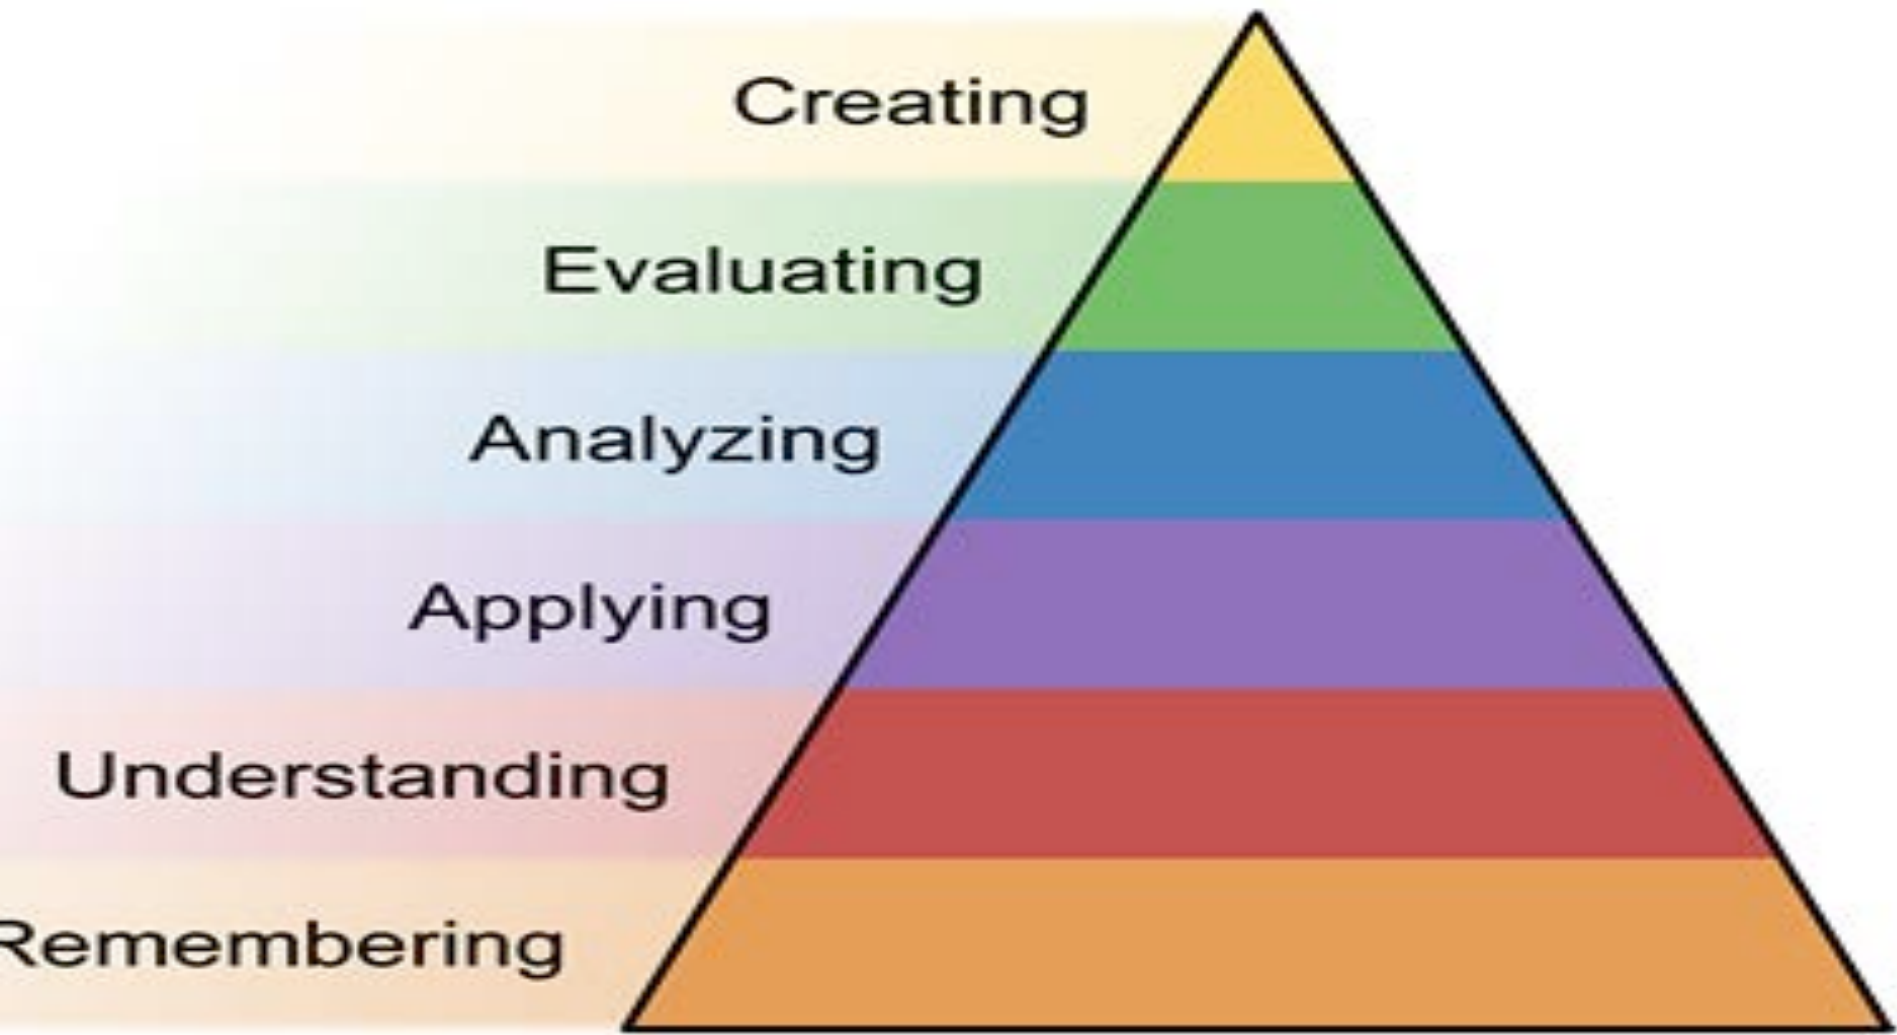 Creating
Evaluating
Analyzing
Applying
Understanding
Remembering